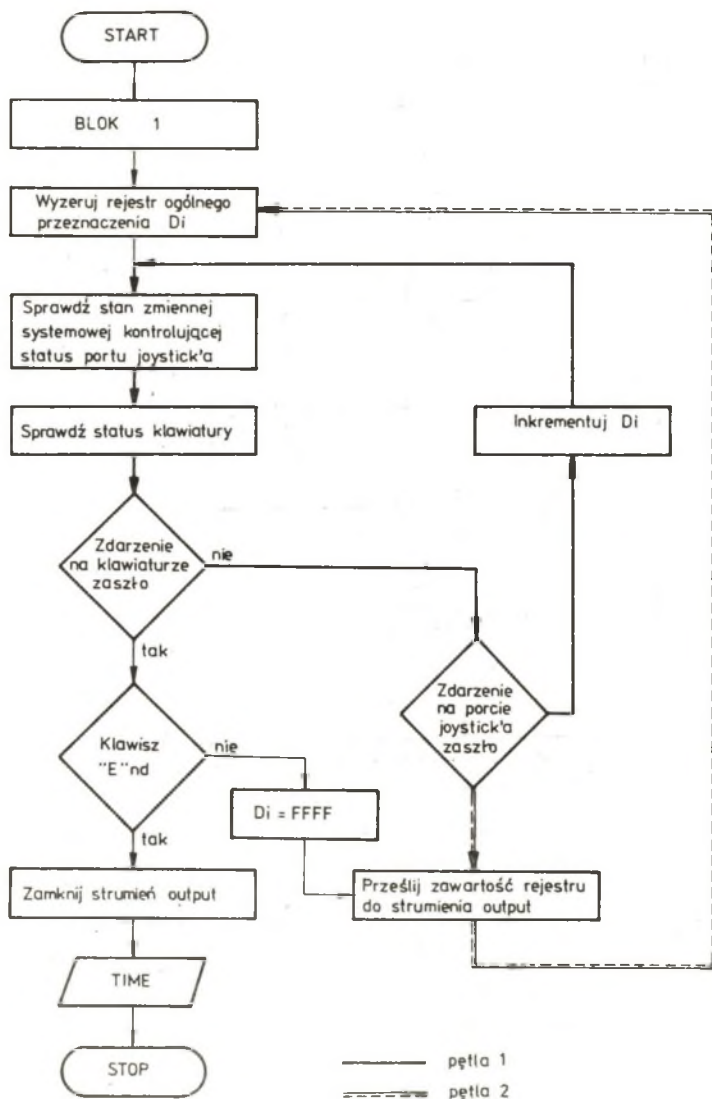 START
BLOK 1
Wyzeruj rejestr ogólnego
przeznaczenia Di
Sprawdź stan zmiennej
systemowej kontrolującej
status portu joystick'a
Sprawdź status klawiatury
Inkrementuj Di
Zdarzenie
na klawiaturze
zaszło
nie
tak
Zdarzenie
na porcie
joystick'a
zaszło
Klawisz
"E"nd
nie
tak
Di = FFFF
Zamknij strumień output
Prześlij zawartość rejestru
do strumienia output
TIME
STOP
pętla 1
pętla 2